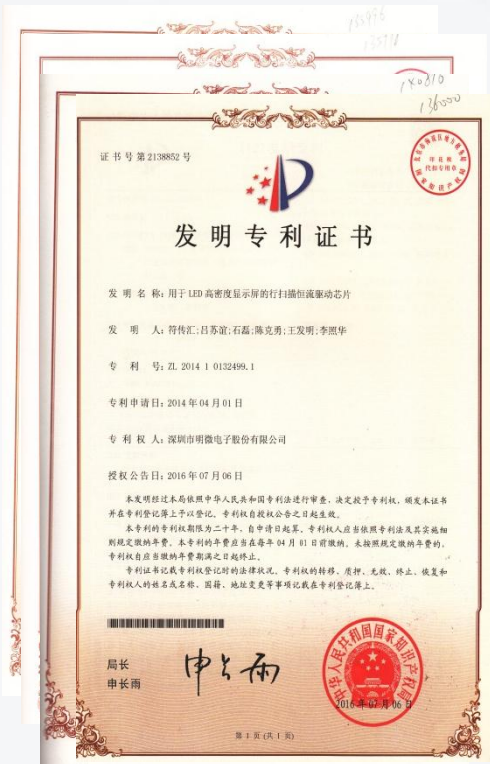 135996
135918
140810
136000
证书号第2138852号
发明专利证书
发 明 名 称：用于LED高密度显示屏的行扫描恒流驱动芯片
发 明 人：符传汇;吕苏谊;石磊;陈克勇;王发明;李照华
专 利 号：ZL 2014 1 0132499.1
专利申请日：2014年04月01日
专 利 权 人：深圳市明微电子股份有限公司
授权公告日：2016年07月06日
本发明经过本局依照中华人民共和国专利法进行审查，决定授予专利权，颁发本证书
并在专利登记簿上予以登记。专利权自授权公告之日起生效。
本专利的专利权期限为二十年，自申请日起算。专利权人应当依照专利法及其实施细
则规定缴纳年费。本专利的年费应当在每年04月01日前缴纳。未按照规定缴纳年费的，
专利权自应当缴纳年费期满之日起终止。
专利证书记载专利权登记时的法律状况。专利权的转移、质押、无效、终止、恢复和
专利权人的姓名或名称、国籍、地址变更等事项记载在专利登记簿上。
局长
申长雨
申长雨
中华人民共和国国家知识产权局
2016年07月06日
第 1 页 (共 1 页)